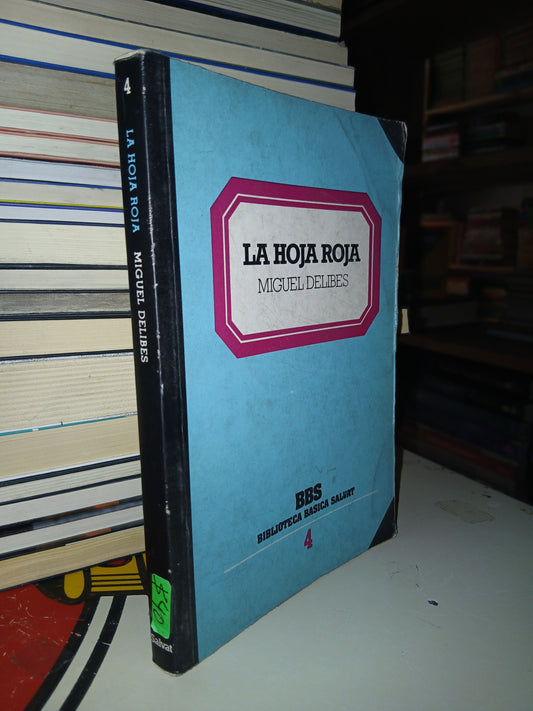 4
LA HOJA ROJA
MIGUEL DELIBES
Salvat
LA HOJA ROJA
MIGUEL DELIBES
BBS
BIBLIOTECA BASICA SALVAT
4